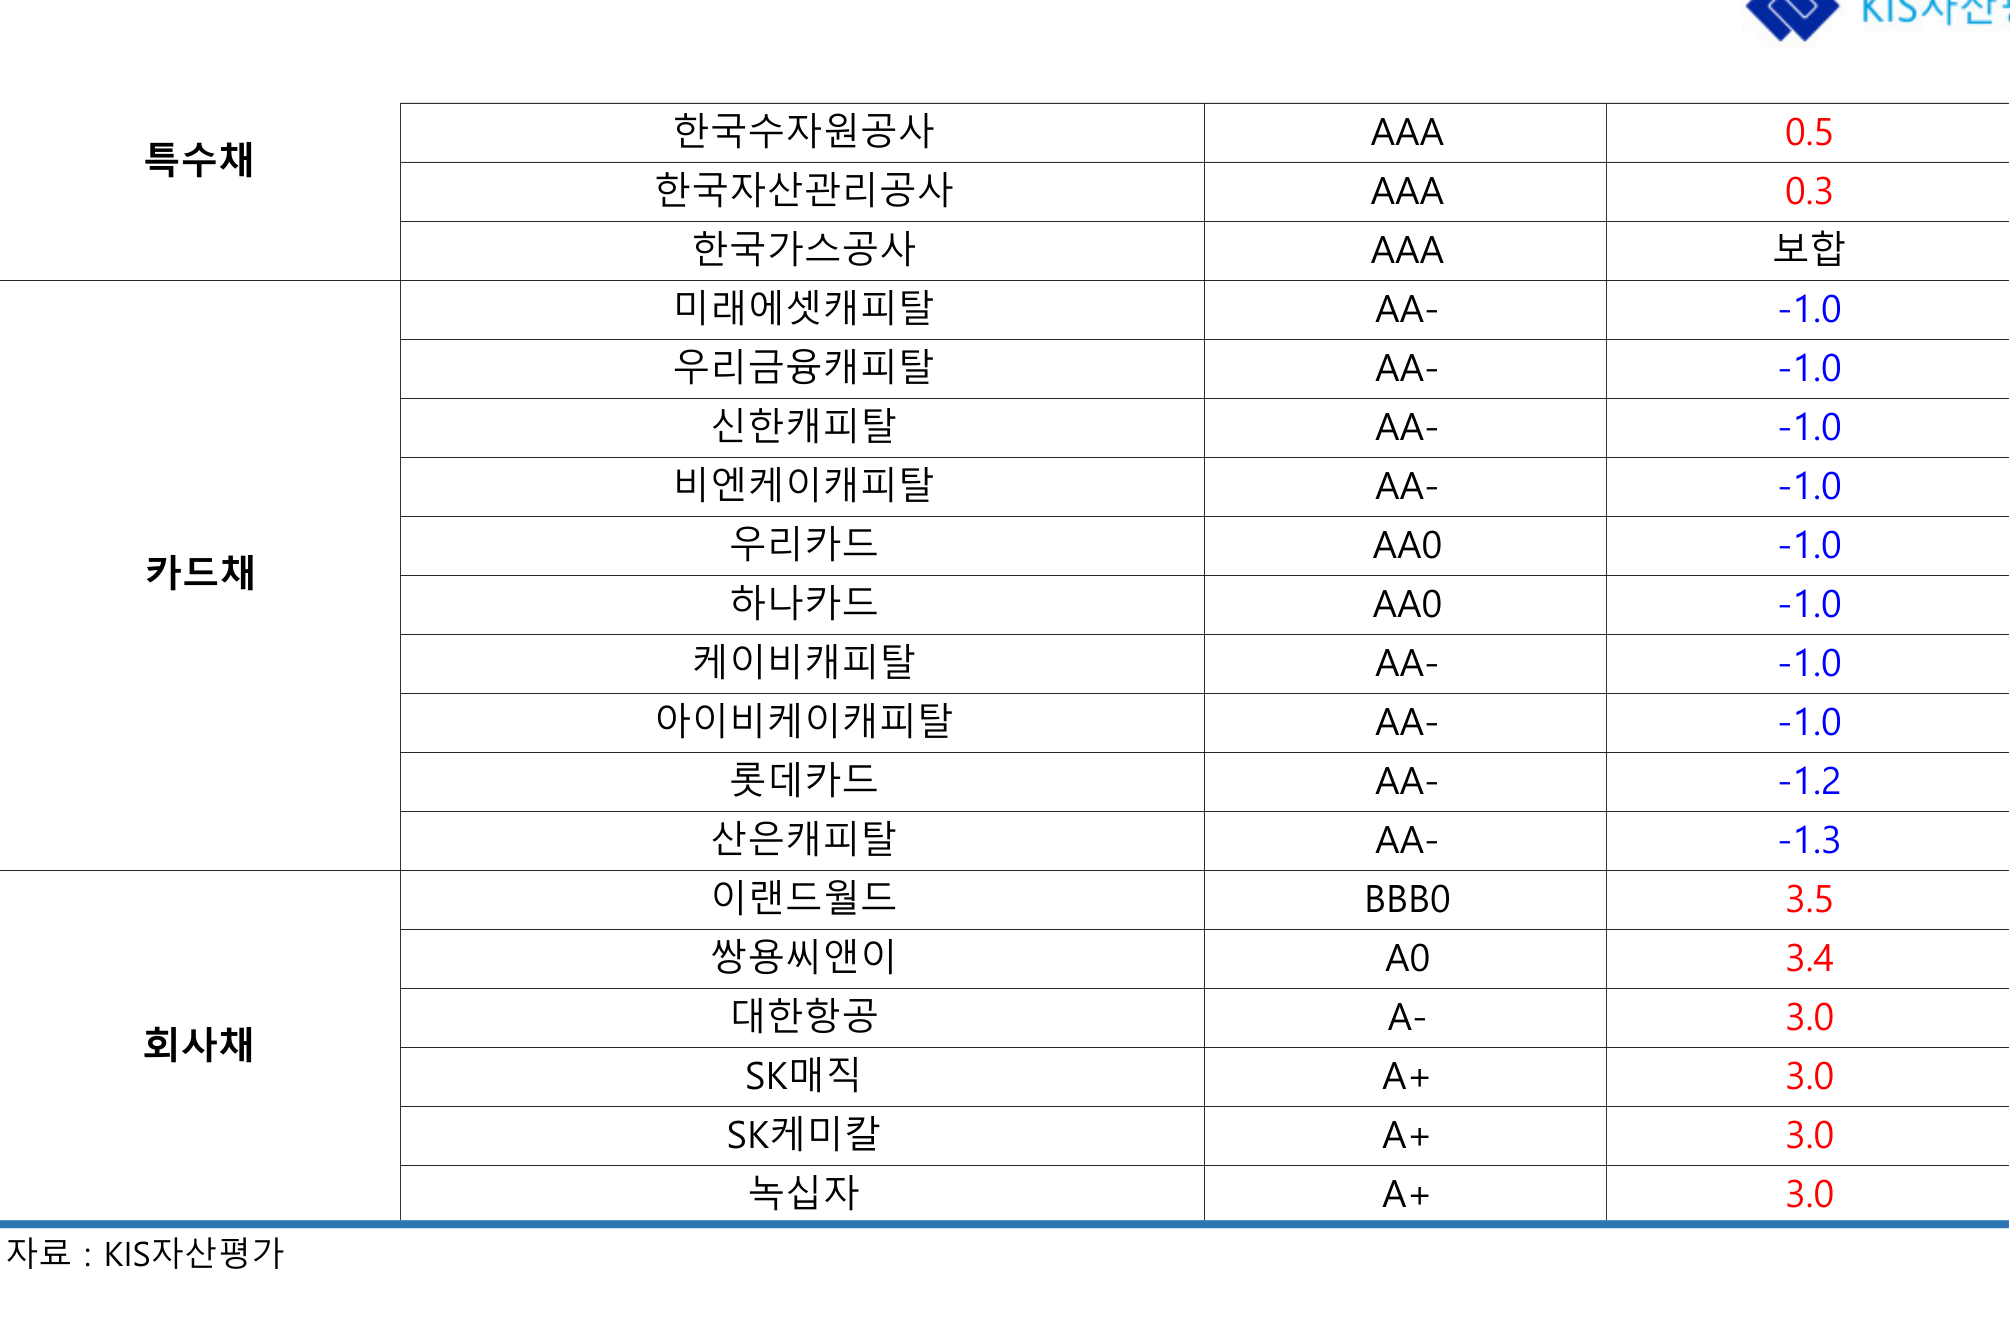 KIS자산
특수채
한국수자원공사 AAA 0.5
한국자산관리공사 AAA 0.3
한국가스공사 AAA 보합
카드채
미래에셋캐피탈 AA- -1.0
우리금융캐피탈 AA- -1.0
신한캐피탈 AA- -1.0
비엔케이캐피탈 AA- -1.0
우리카드 AA0 -1.0
하나카드 AA0 -1.0
케이비캐피탈 AA- -1.0
아이비케이캐피탈 AA- -1.0
롯데카드 AA- -1.2
산은캐피탈 AA- -1.3
회사채
이랜드월드 BBB0 3.5
쌍용씨앤이 A0 3.4
대한항공 A- 3.0
SK매직 A+ 3.0
SK케미칼 A+ 3.0
녹십자 A+ 3.0
자료 : KIS자산평가